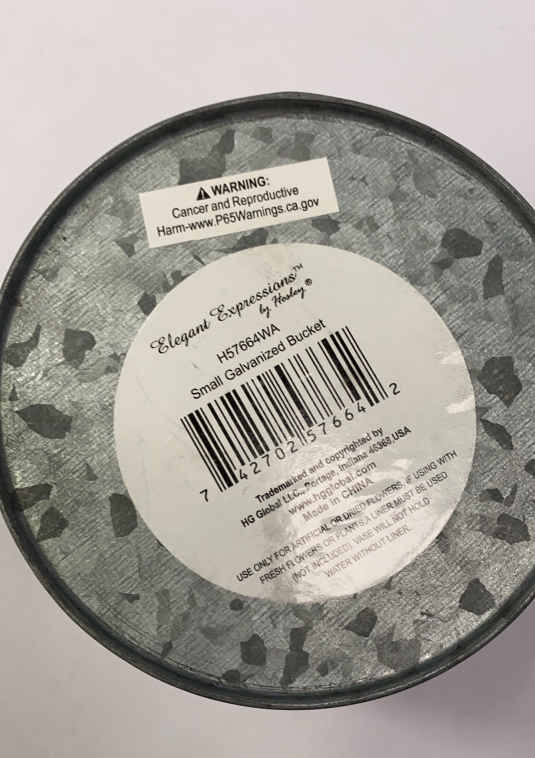 ⚠ WARNING:
Cancer and Reproductive
Harm-www.P65Warnings.ca.gov
Elegant Expressions™
by Hosley®
H57664WA
Small Galvanized Bucket
7 42702 57664 2
Trademarked and copyrighted by
HG Global LLC, Portage, Indiana 46368,USA
www.hgglobal.com
Made in CHINA
USE ONLY FOR ARTIFICIAL OR DRIED FLOWERS. IF USING WITH
FRESH FLOWERS OR PLANTS A LINER MUST BE USED
(NOT INCLUDED). VASE WILL NOT HOLD
WATER WITHOUT LINER.